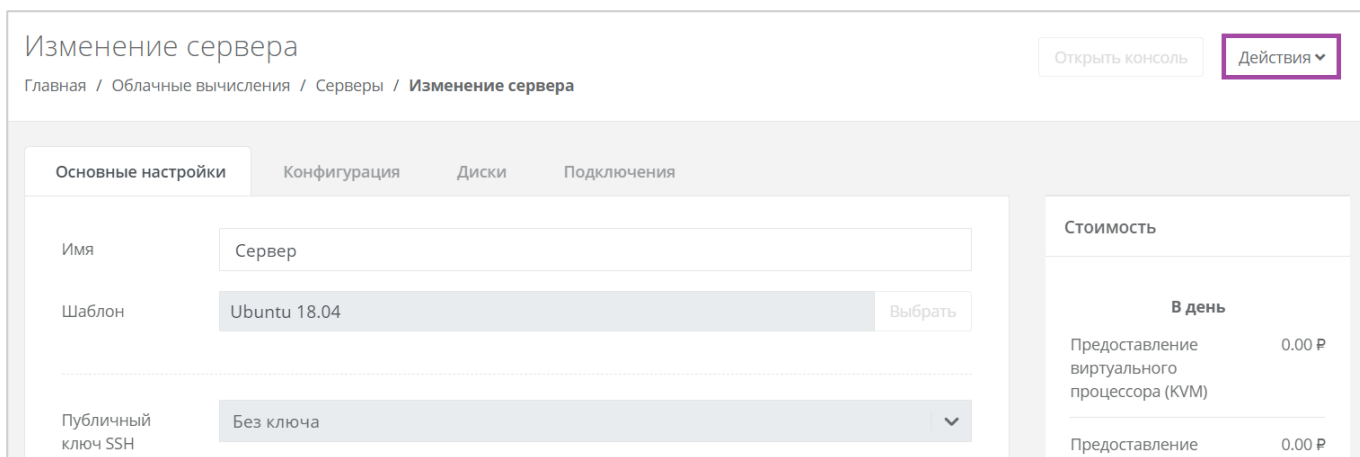 Изменение сервера
Открыть консоль
Действия
Главная / Облачные вычисления / Серверы / Изменение сервера
Основные настройки
Конфигурация
Диски
Подключения
Имя
Сервер
Шаблон
Ubuntu 18.04
Выбрать
Публичный
ключ SSH
Без ключа
Стоимость
В день
Предоставление
виртуального
процессора (KVM)
0.00 ₽
Предоставление
0.00 ₽